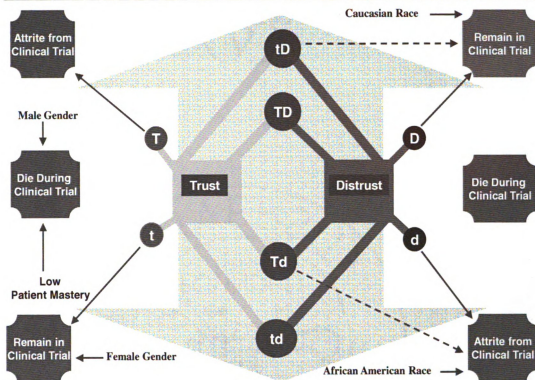 Caucasian Race
Attrite from
Clinical Trial
tD
Remain in
Clinical Trial
Male Gender
TD
T
D
Die During
Clinical Trial
Trust
Distrust
Die During
Clinical Trial
t
d
Td
Low
Patient Mastery
Remain in
Clinical Trial
Female Gender
td
Attrite from
Clinical Trial
African American Race